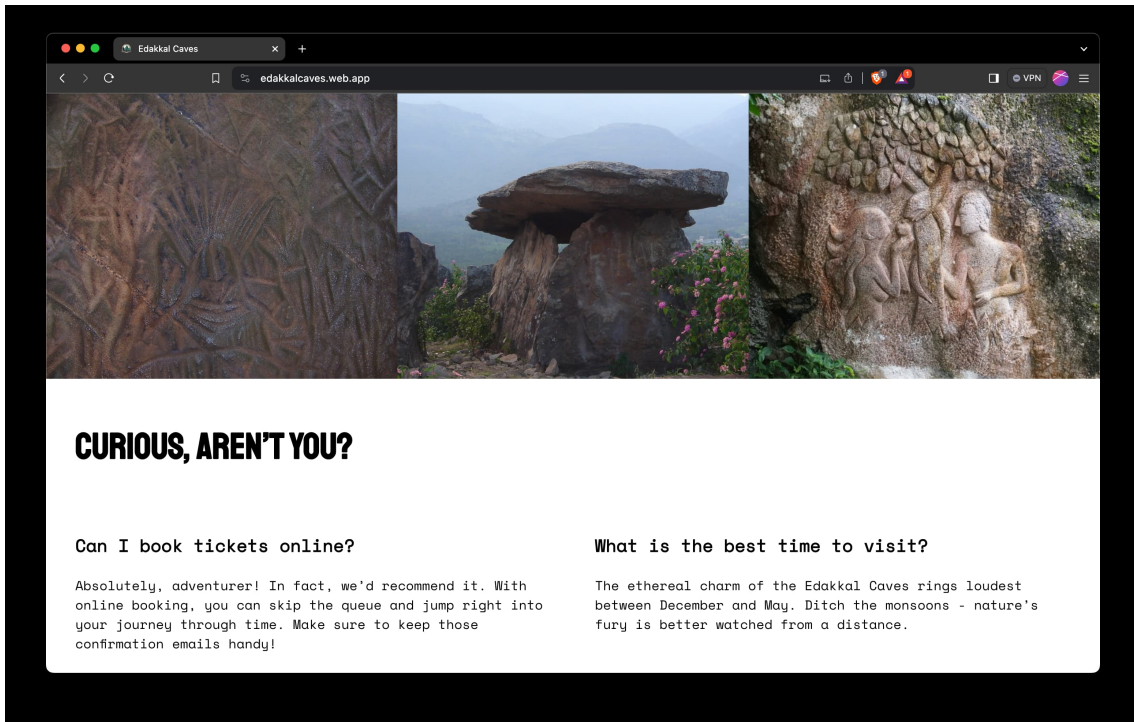 Edakkal Caves
edakkalcaves.web.app
1
1
VPN
CURIOUS, AREN'T YOU?
Can I book tickets online?
Absolutely, adventurer! In fact, we'd recommend it. With
online booking, you can skip the queue and jump right into
your journey through time. Make sure to keep those
confirmation emails handy!
What is the best time to visit?
The ethereal charm of the Edakkal Caves rings loudest
between December and May. Ditch the monsoons - nature's
fury is better watched from a distance.